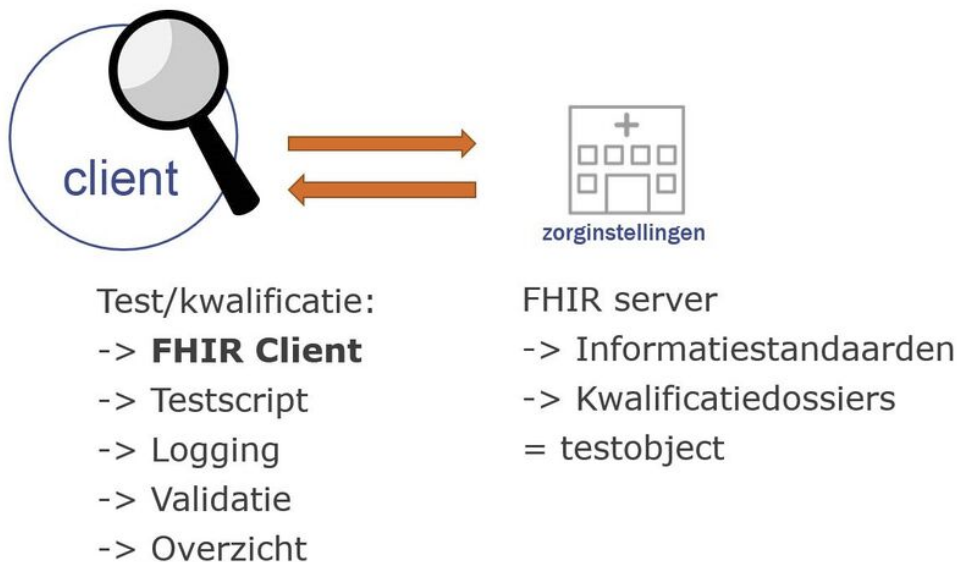 client
zorginstellingen
Test/kwalificatie:
-> FHIR Client
-> Testscript
-> Logging
-> Validatie
-> Overzicht
FHIR server
-> Informatiestandaarden
-> Kwalificatiedossiers
= testobject